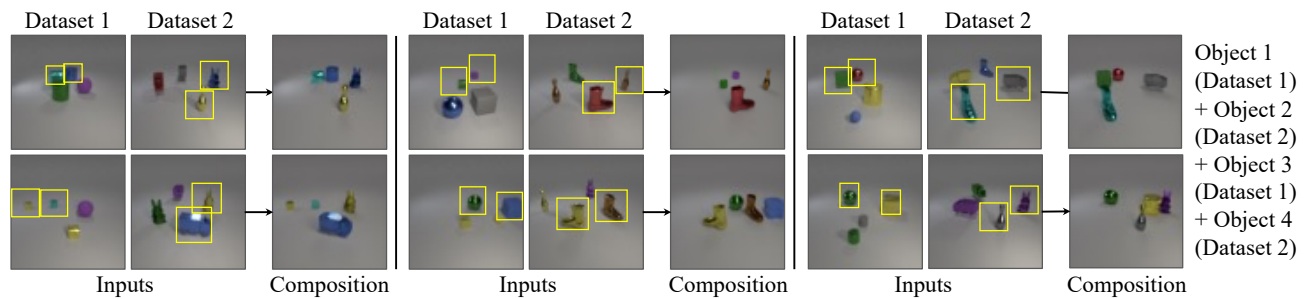 Dataset 1 Dataset 2 Dataset 1 Dataset 2 Dataset 1 Dataset 2
Object 1
(Dataset 1)
+ Object 2
(Dataset 2)
+ Object 3
(Dataset 1)
+ Object 4
(Dataset 2)
Inputs Composition Inputs Composition Inputs Composition